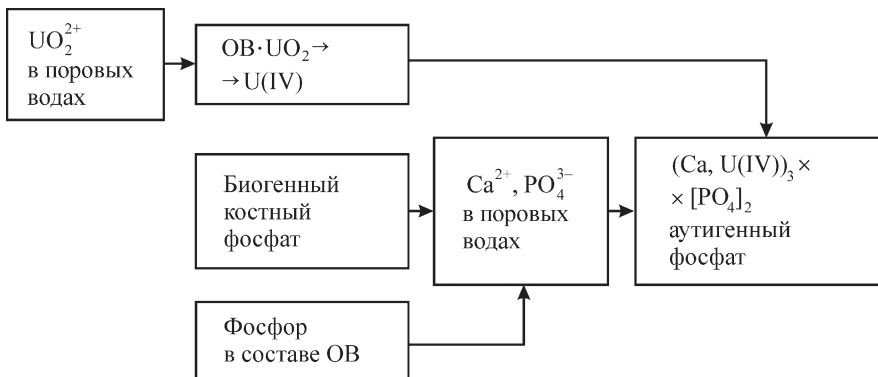 UO₂²⁺
в поровых
водах
ОВ·UO₂→
→U(IV)
Биогенный
костный
фосфат
Ca²⁺, PO₄³⁻
в поровых
водах
(Ca, U(IV))₃ ×
× [PO₄]₂
аутигенный
фосфат
Фосфор
в составе ОВ